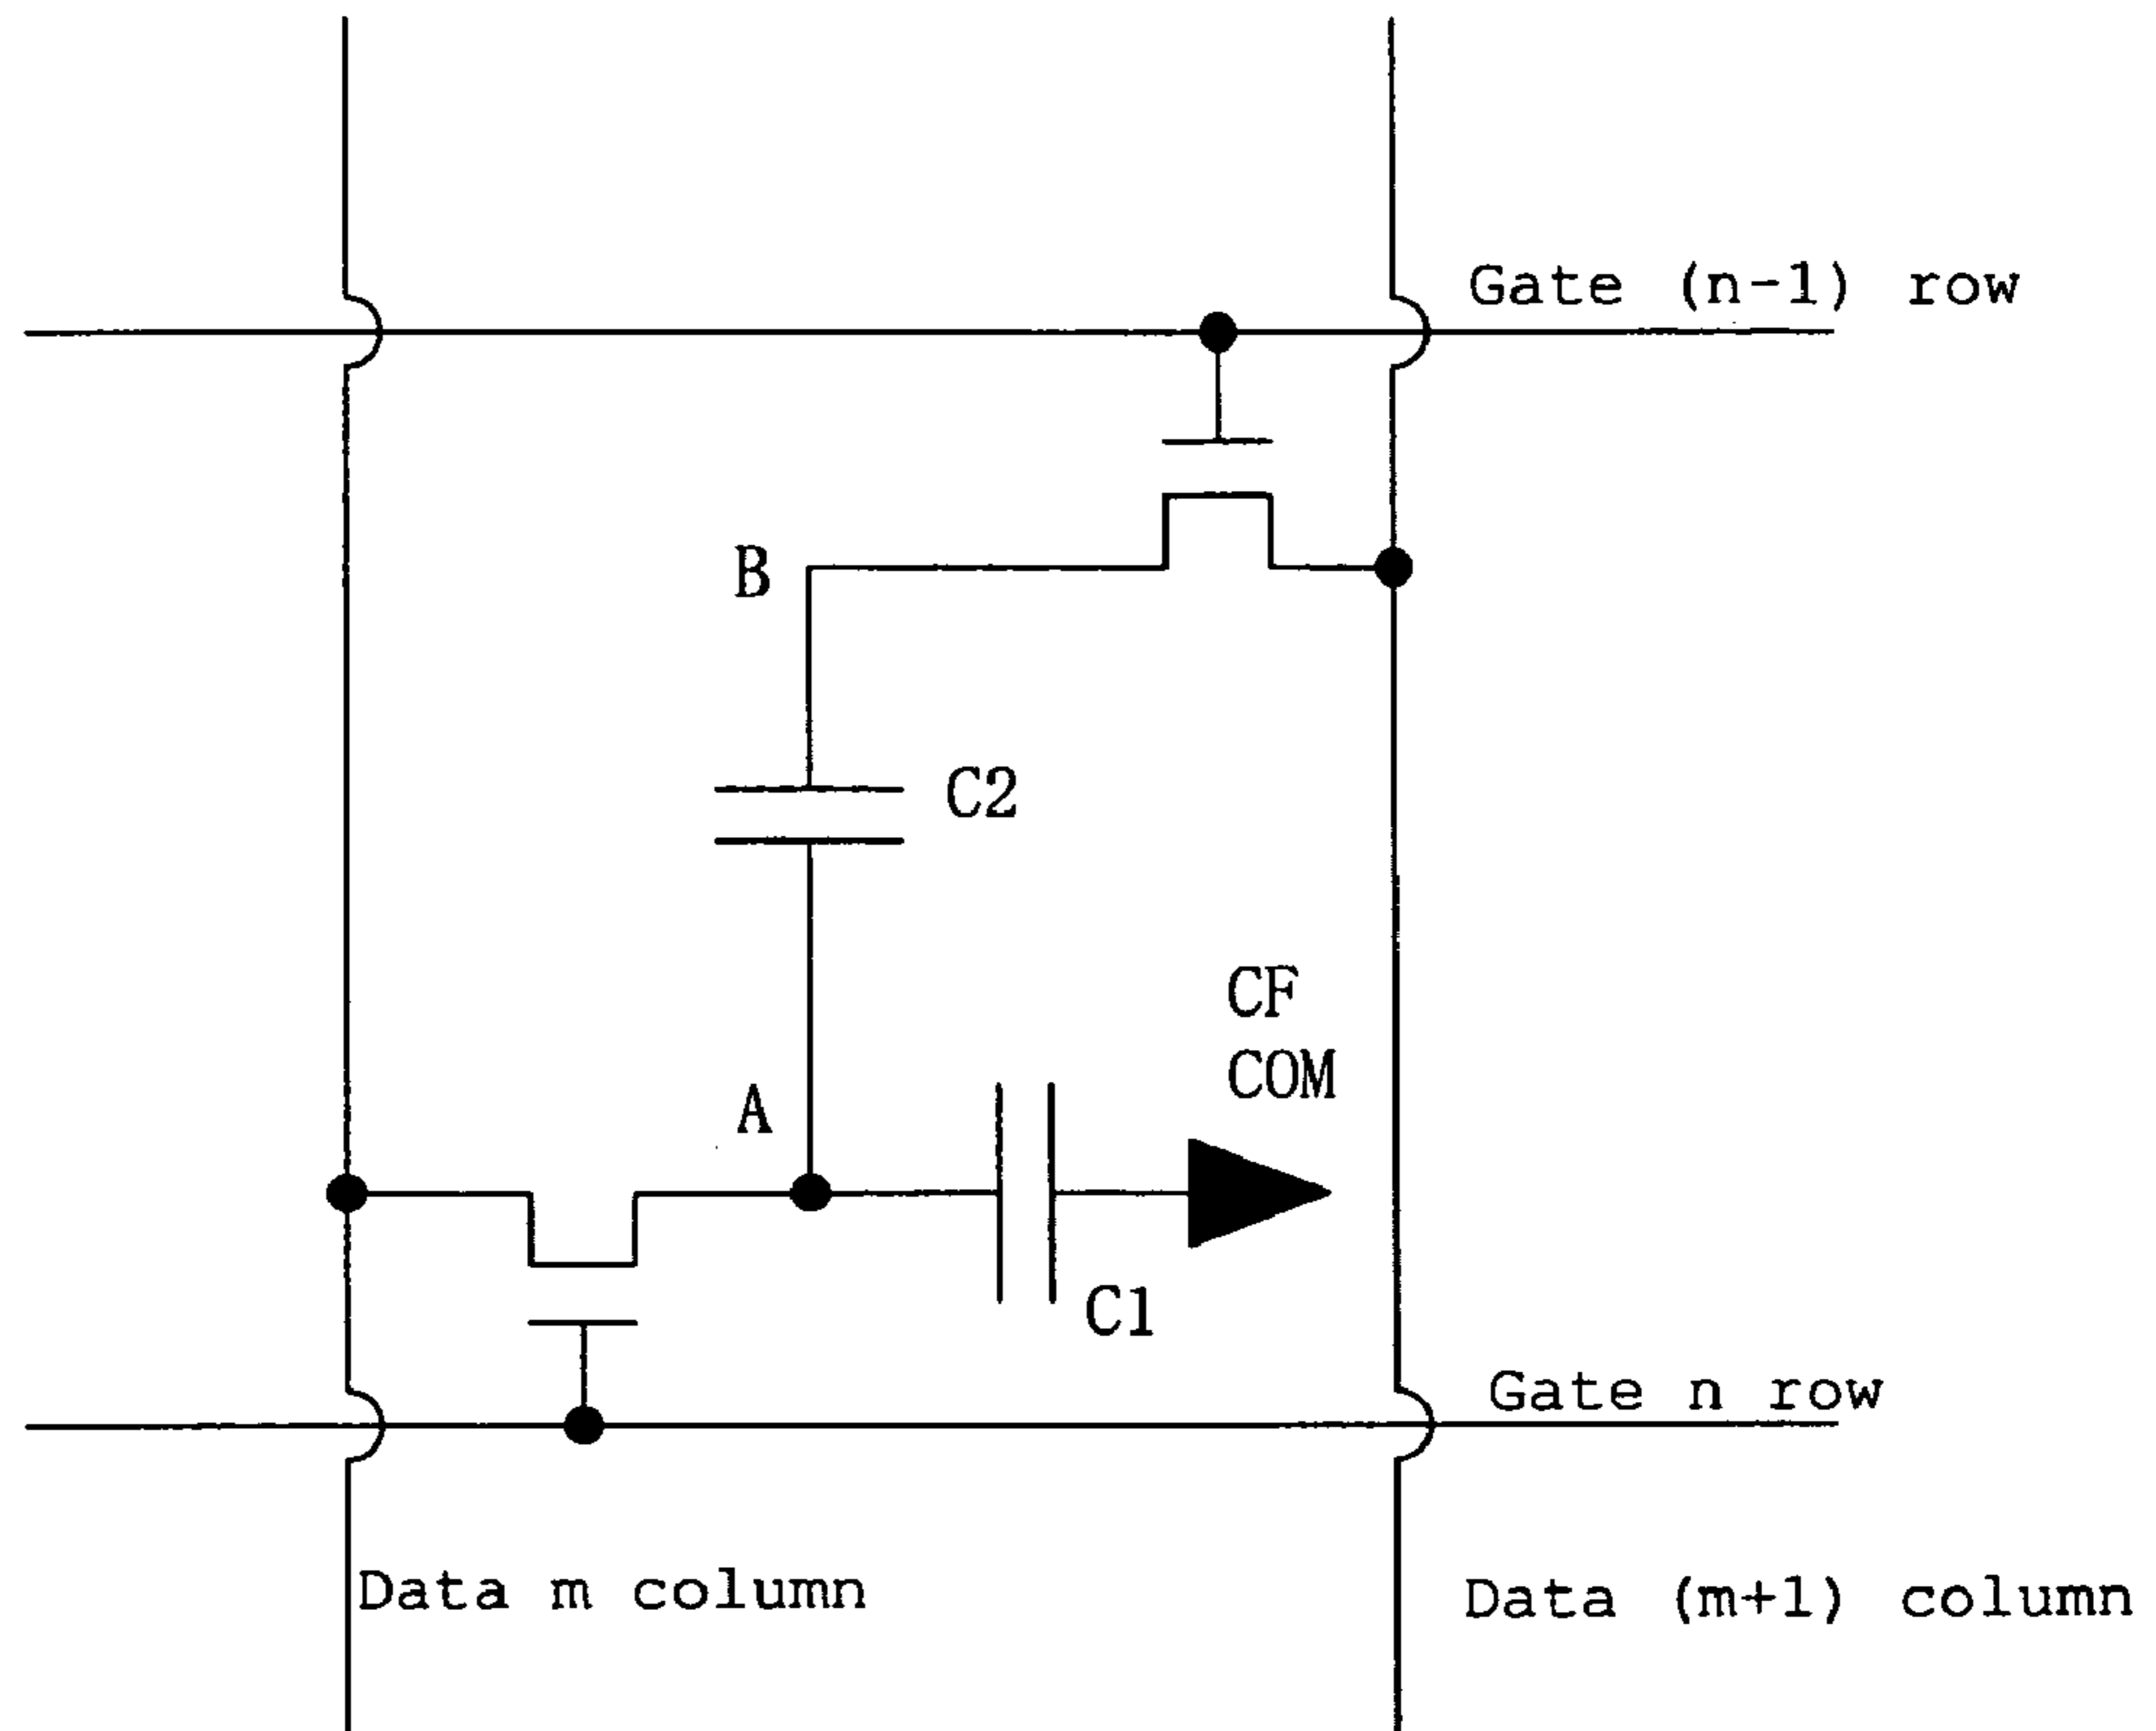 Gate (n-1) row
B
C2
CF
COM
A
C1
Gate n row
Data m column
Data (m+1) column